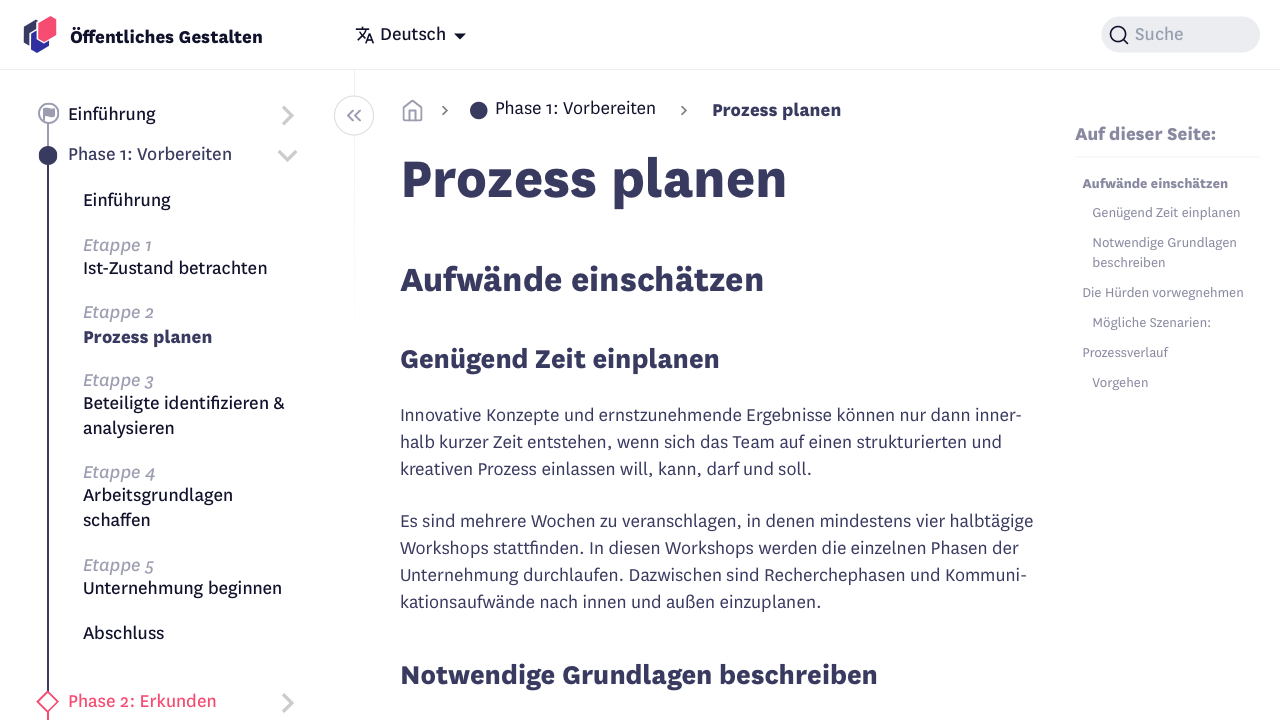 Öffentliches Gestalten
Deutsch
Suche
Einführung
Phase 1: Vorbereiten
Einführung
Etappe 1
Ist-Zustand betrachten
Etappe 2
Prozess planen
Etappe 3
Beteiligte identifizieren &
analysieren
Etappe 4
Arbeitsgrundlagen
schaffen
Etappe 5
Unternehmung beginnen
Abschluss
Phase 2: Erkunden
Phase 1: Vorbereiten
Prozess planen
Prozess planen
Aufwände einschätzen
Genügend Zeit einplanen
Innovative Konzepte und ernstzunehmende Ergebnisse können nur dann inner-
halb kurzer Zeit entstehen, wenn sich das Team auf einen strukturierten und
kreativen Prozess einlassen will, kann, darf und soll.
Es sind mehrere Wochen zu veranschlagen, in denen mindestens vier halbtägige
Workshops stattfinden. In diesen Workshops werden die einzelnen Phasen der
Unternehmung durchlaufen. Dazwischen sind Recherchephasen und Kommuni-
kationsaufwände nach innen und außen einzuplanen.
Notwendige Grundlagen beschreiben
Auf dieser Seite:
Aufwände einschätzen
Genügend Zeit einplanen
Notwendige Grundlagen
beschreiben
Die Hürden vorwegnehmen
Mögliche Szenarien:
Prozessverlauf
Vorgehen